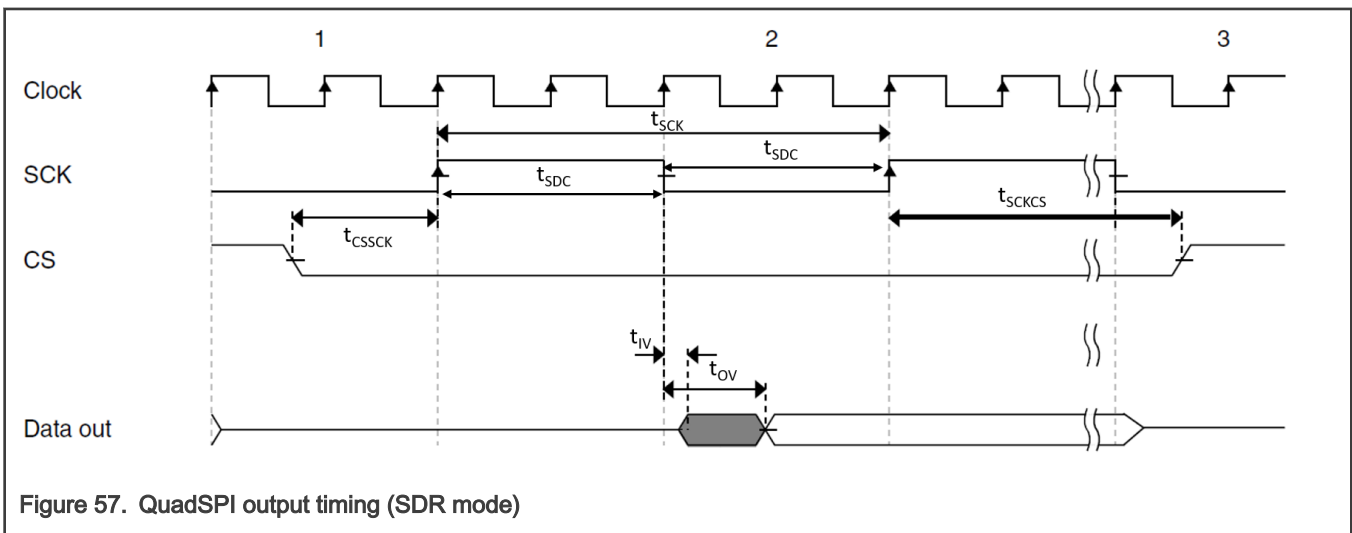 1 2 3
Clock
tSCK
tSDC
SCK
tSDC
tSCKCS
tCSSCK
CS
tIV
tOV
Data out
Figure 57. QuadSPI output timing (SDR mode)